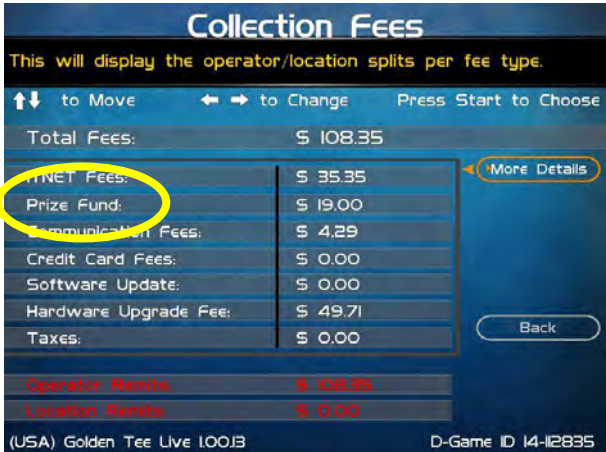 Collection Fees
This will display the operator/location splits per fee type.
to Move to Change Press Start to Choose
Total Fees: $ 108.35
ITNET Fees: $ 35.35 More Details
Prize Fund: $ 19.00
Communication Fees: $ 4.29
Credit Card Fees: $ 0.00
Software Update: $ 0.00
Hardware Upgrade Fee: $ 49.71
Taxes: $ 0.00
Back
Operator Remits: $ 108.35
Location Remits: $ 0.00
(USA) Golden Tee Live 1.00.13 D-Game ID 14-112835